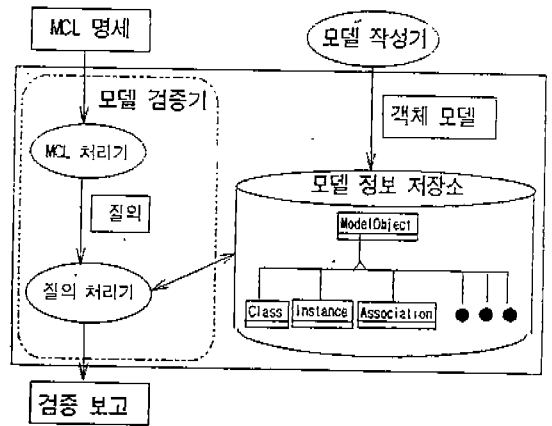 MCL 명세
모델 작성기
모델 검증기
객체 모델
MCL 처리기
모델 정보 저장소
질의
ModelObject
질의 처리기
Class
Instance
Association
검증 보고